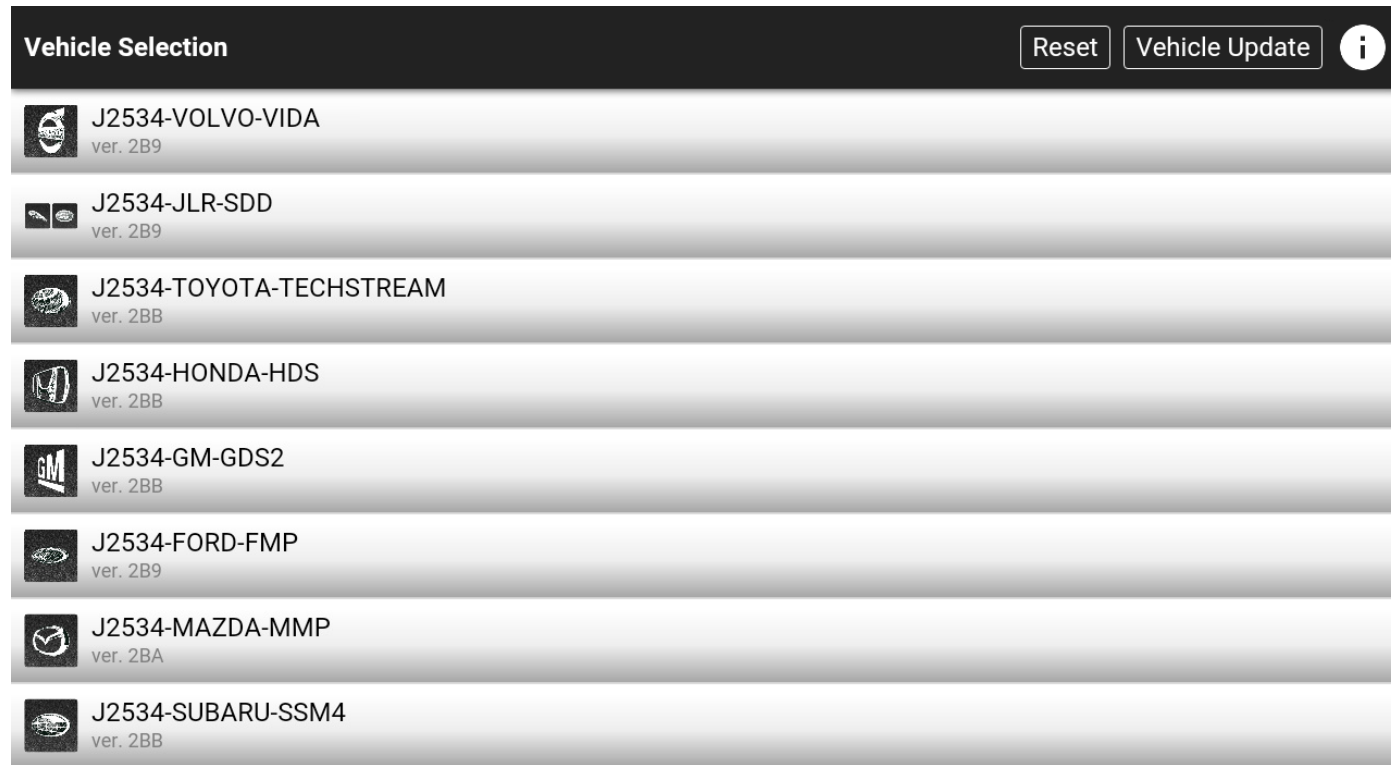 Vehicle Selection
Reset
Vehicle Update
i
J2534-VOLVO-VIDA
ver. 2B9
J2534-JLR-SDD
ver. 2B9
J2534-TOYOTA-TECHSTREAM
ver. 2BB
J2534-HONDA-HDS
ver. 2BB
J2534-GM-GDS2
ver. 2BB
GM
J2534-FORD-FMP
ver. 2B9
J2534-MAZDA-MMP
ver. 2BA
J2534-SUBARU-SSM4
ver. 2BB